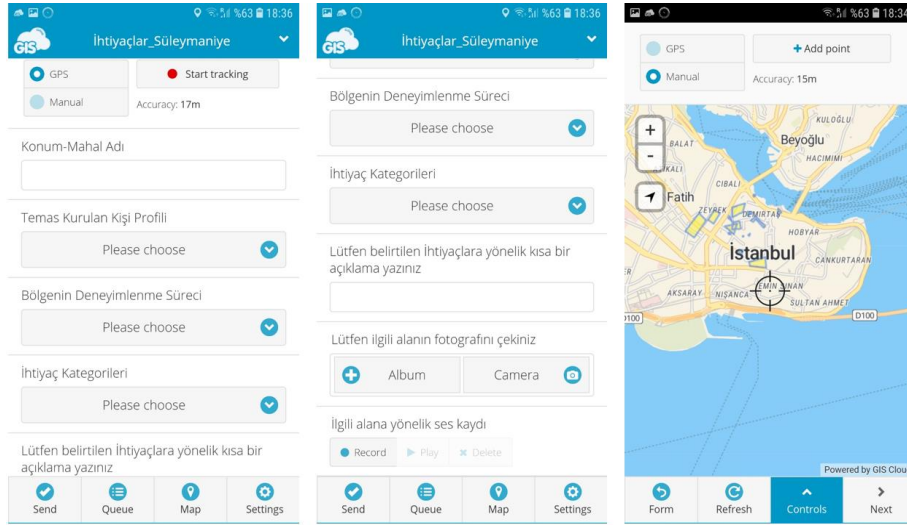 %63 18:36
GIS
İhtiyaçlar_Süleymaniye
GPS
Start tracking
Manual
Accuracy: 17m
Konum-Mahal Adı
Temas Kurulan Kişi Profili
Please choose
Bölgenin Deneyimlenme Süreci
Please choose
İhtiyaç Kategorileri
Please choose
Lütfen belirtilen İhtiyaçlara yönelik kısa bir
açıklama yazınız
Send Queue Map Settings
%63 18:36
GIS
İhtiyaçlar_Süleymaniye
Bölgenin Deneyimlenme Süreci
Please choose
İhtiyaç Kategorileri
Please choose
Lütfen belirtilen İhtiyaçlara yönelik kısa bir
açıklama yazınız
Lütfen ilgili alanın fotografını çekiniz
Album Camera
İlgili alana yönelik ses kaydı
Record Play Delete
Send Queue Map Settings
%64 18:34
GPS
+ Add point
Manual
Accuracy: 15m
+
-
KULOĞLU
BALAT
Beyoğlu
HACIMIMI
CIBALI
Fatih
ZEYREK
DEMIRTAŞ
HOBYAR
İstanbul
CANKURTARAN
AKSARAY
NIŞANCA
EMIN SINAN
SULTAN AHMET
D100
D100
Powered by GIS Clou
Form Refresh Controls Next